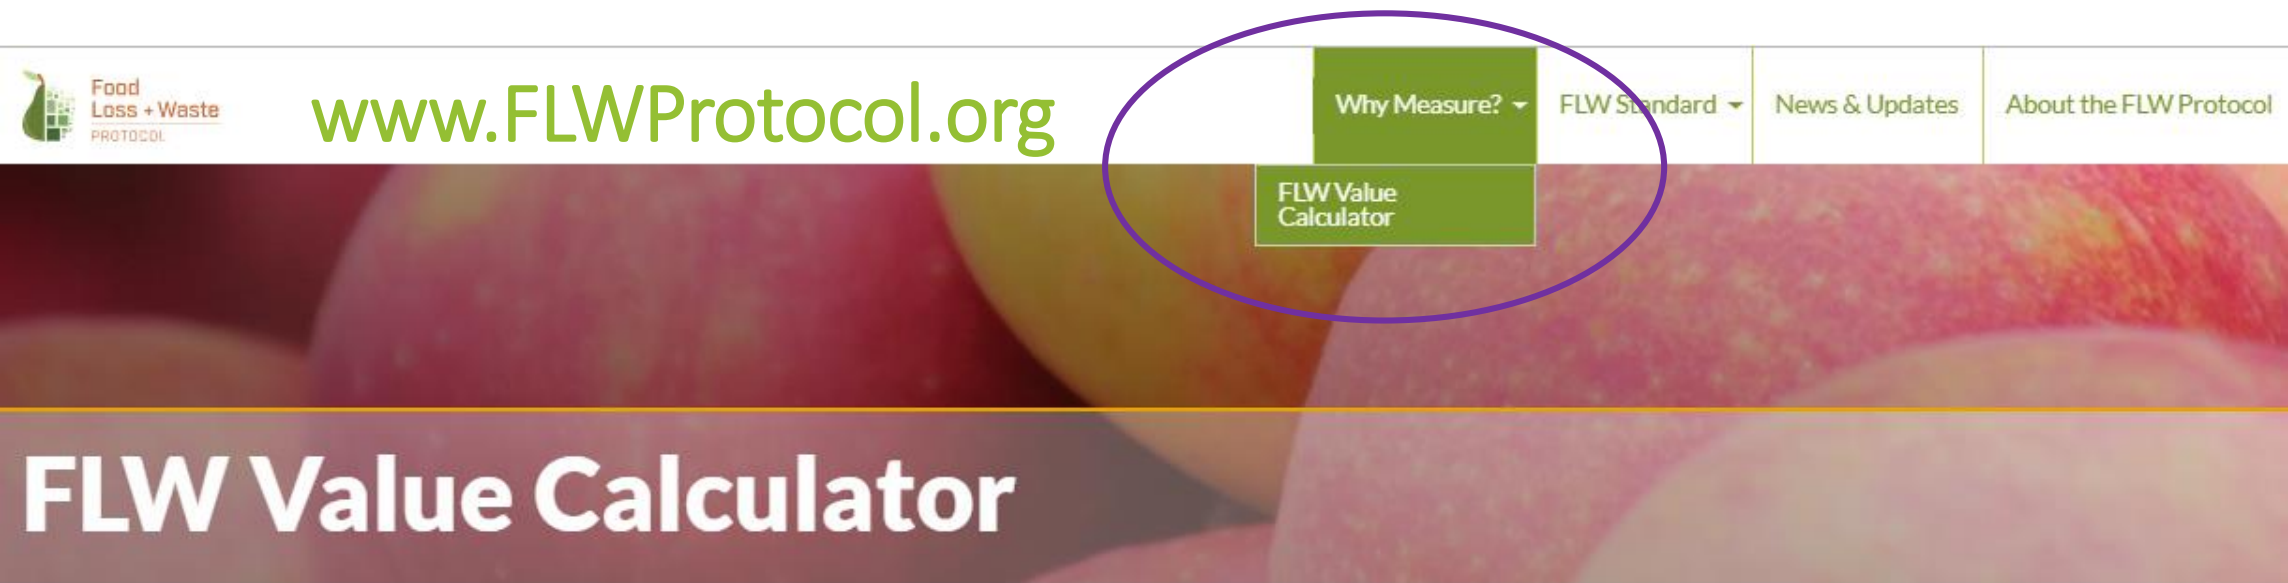 Food
Loss + Waste
PROTOCOL
www.FLWProtocol.org
Why Measure?
FLW Standard
News & Updates
About the FLW Protocol
FLW Value
Calculator
FLW Value Calculator